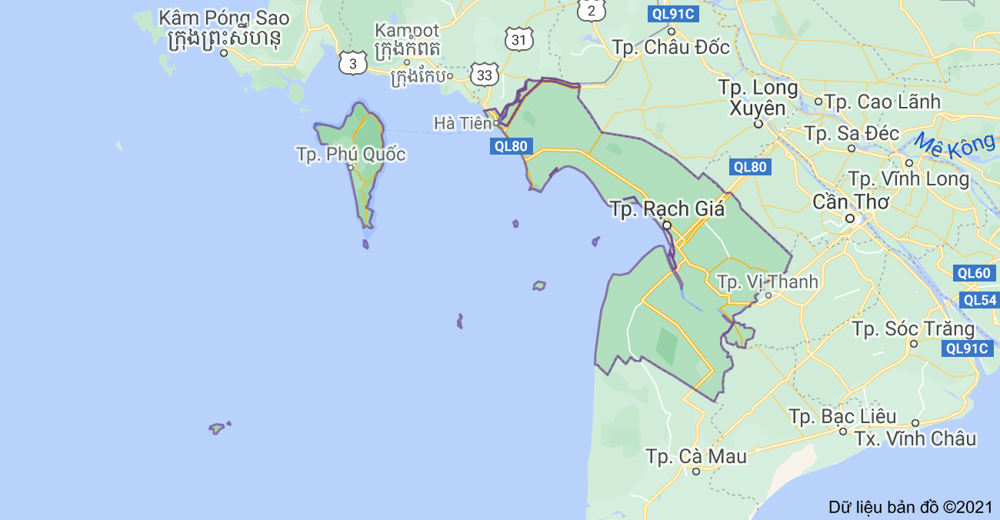 Kâm Póng Sao
ក្រុងព្រះសីហនុ
Kampot
ក្រុងកំពត
ក្រុងកែប
3
31
33
2
QL91C
Tp. Châu Đốc
Tp. Long
Xuyên
Tp. Cao Lãnh
Tp. Sa Đéc
Mê Kông
Hà Tiên
QL80
Tp. Phú Quốc
QL80
Tp. Vĩnh Long
Cần Thơ
Tp. Rạch Giá
QL60
Tp. Vị Thanh
QL54
Tp. Sóc Trăng
QL91C
Tp. Bạc Liêu
Tx. Vĩnh Châu
Tp. Cà Mau
Dữ liệu bản đồ ©2021